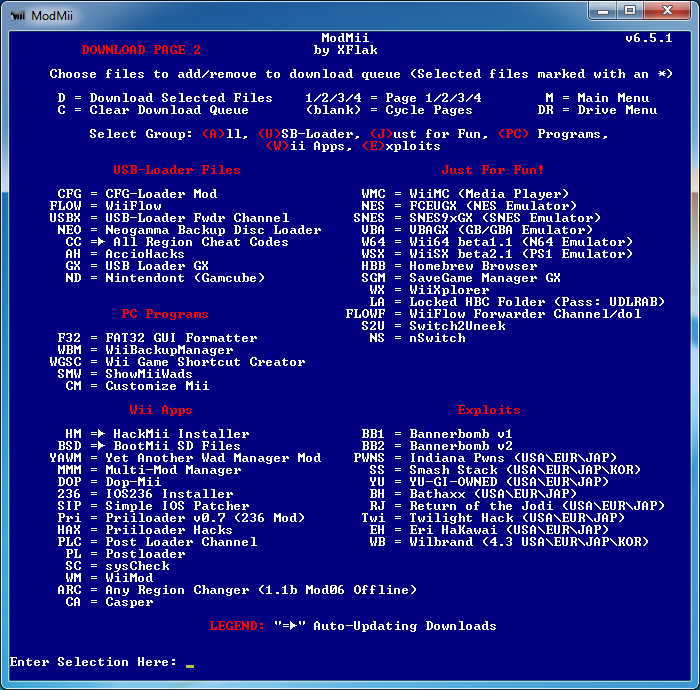 ModMii
ModMii v6.5.1
DOWNLOAD PAGE 2 by XFlak
Choose files to add/remove to download queue (Selected files marked with an *)
D = Download Selected Files 1/2/3/4 = Page 1/2/3/4 M = Main Menu
C = Clear Download Queue (blank) = Cycle Pages DR = Drive Menu
Select Group: (A)ll, (U)SB-Loader, (J)ust for Fun, (PC) Programs,
(W)ii Apps, (E)xploits
USB-Loader Files Just For Fun!
CFG = CFG-Loader Mod WMC = WiiMC (Media Player)
FLOW = WiiFlow NES = FCEUGX (NES Emulator)
USBX = USB-Loader Fwdr Channel SNES = SNES9xGX (SNES Emulator)
NEO = Neogamma Backup Disc Loader VBA = VBAGX (GB/GBA Emulator)
CC => All Region Cheat Codes W64 = Wii64 beta1.1 (N64 Emulator)
AH = AccioHacks WSX = WiiSX beta2.1 (PS1 Emulator)
GX = USB Loader GX HBB = Homebrew Browser
ND = Nintendont (Gamcube) SGM = SaveGame Manager GX
WX = WiiXplorer
LA = Locked HBC Folder (Pass: UDLRAB)
PC Programs FLOWF = WiiFlow Forwarder Channel/dol
S2U = Switch2Uneek
F32 = FAT32 GUI Formatter NS = nSwitch
WBM = WiiBackupManager
WGSC = Wii Game Shortcut Creator
SMW = ShowMiiWads
CM = Customize Mii
Wii Apps Exploits
HM => HackMii Installer BB1 = Bannerbomb v1
BSD => BootMii SD Files BB2 = Bannerbomb v2
YAWM = Yet Another Wad Manager Mod PWNS = Indiana Pwns (USA\EUR\JAP)
MMM = Multi-Mod Manager SS = Smash Stack (USA\EUR\JAP\KOR)
DOP = Dop-Mii YU = YU-GI-OWNED (USA\EUR\JAP)
236 = IOS236 Installer BH = Bathaxx (USA\EUR\JAP)
SIP = Simple IOS Patcher RJ = Return of the Jodi (USA\EUR\JAP)
Pri = Priiloader v0.7 (236 Mod) Twi = Twilight Hack (USA\EUR\JAP)
HAX = Priiloader Hacks EH = Eri HaKawai (USA\EUR\JAP)
PLC = Post Loader Channel WB = Wilbrand (4.3 USA\EUR\JAP\KOR)
PL = Postloader
SC = sysCheck
WM = WiiMod
ARC = Any Region Changer (1.1b Mod06 Offline)
CA = Casper
LEGEND: "=>" Auto-Updating Downloads
Enter Selection Here: _